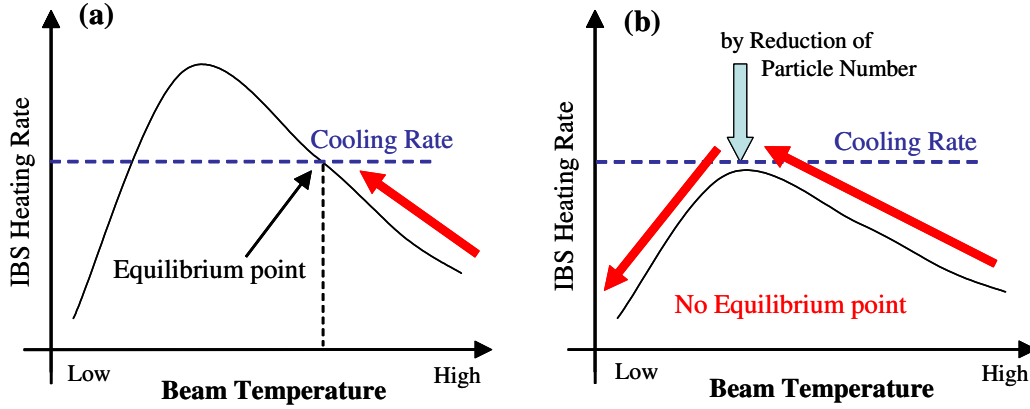 (a)
IBS Heating Rate
Cooling Rate
Equilibrium point
Low
High
Beam Temperature
(b)
by Reduction of
Particle Number
IBS Heating Rate
Cooling Rate
No Equilibrium point
Low
High
Beam Temperature